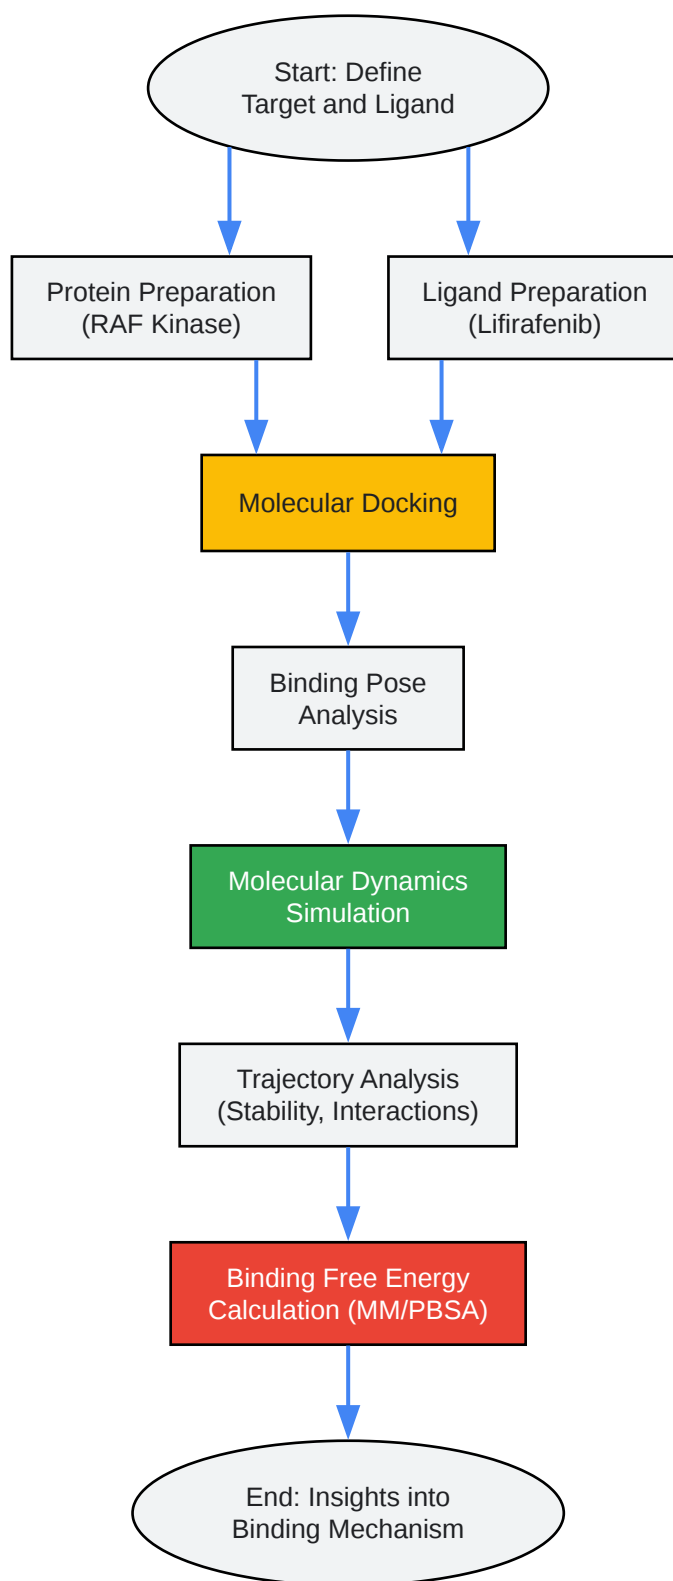 Start: Define
Target and Ligand
Protein Preparation
(RAF Kinase)
Ligand Preparation
(Lifirafenib)
Molecular Docking
Binding Pose
Analysis
Molecular Dynamics
Simulation
Trajectory Analysis
(Stability, Interactions)
Binding Free Energy
Calculation (MM/PBSA)
End: Insights into
Binding Mechanism